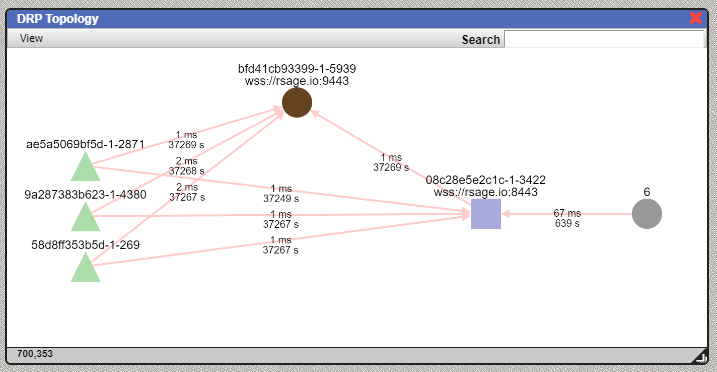 DRP Topology
View
Search
bfd41cb93399-1-5939
wss://rsage.io:9443
ae5a5069bf5d-1-2871
1 ms
37269 s
2 ms
37268 s
2 ms
37267 s
9a287383b623-1-4380
58d8ff353b5d-1-269
1 ms
37249 s
1 ms
37267 s
1 ms
37267 s
1 ms
37269 s
08c28e5e2c1c-1-3422
wss://rsage.io:8443
67 ms
639 s
6
700,353